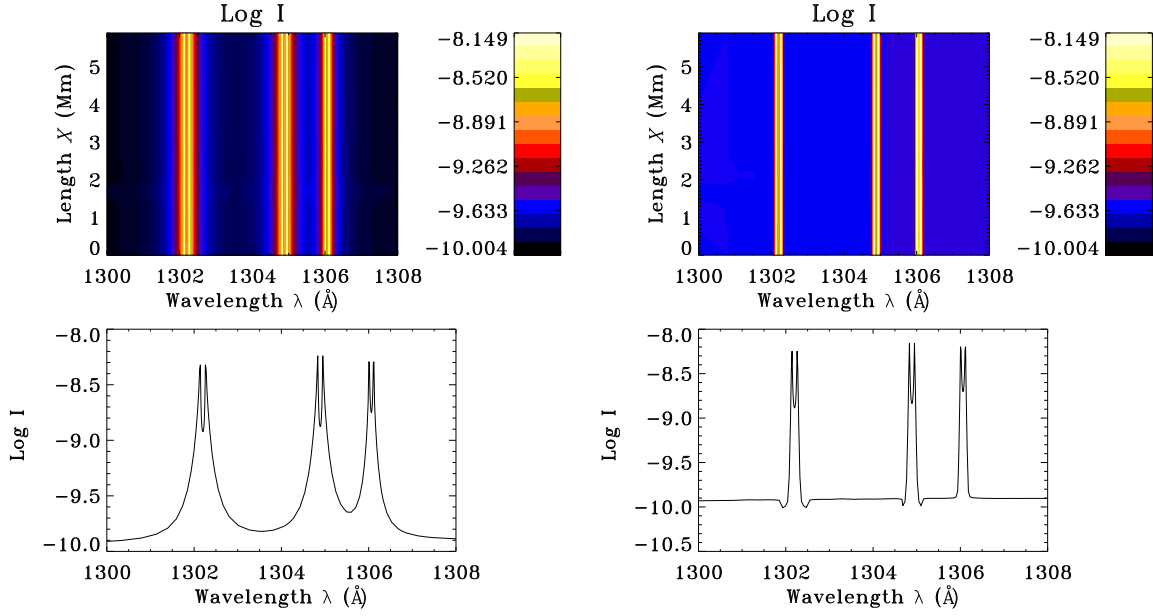 Log I
5
4
3
2
1
0
Length X (Mm)
1300 1302 1304 1306 1308
Wavelength λ (Å)
−8.149
−8.520
−8.891
−9.262
−9.633
−10.004
Log I
5
4
3
2
1
0
Length X (Mm)
1300 1302 1304 1306 1308
Wavelength λ (Å)
−8.149
−8.520
−8.891
−9.262
−9.633
−10.004
−8.0
−8.5
−9.0
−9.5
−10.0
Log I
1300 1302 1304 1306 1308
Wavelength λ (Å)
−8.0
−8.5
−9.0
−9.5
−10.0
−10.5
Log I
1300 1302 1304 1306 1308
Wavelength λ (Å)